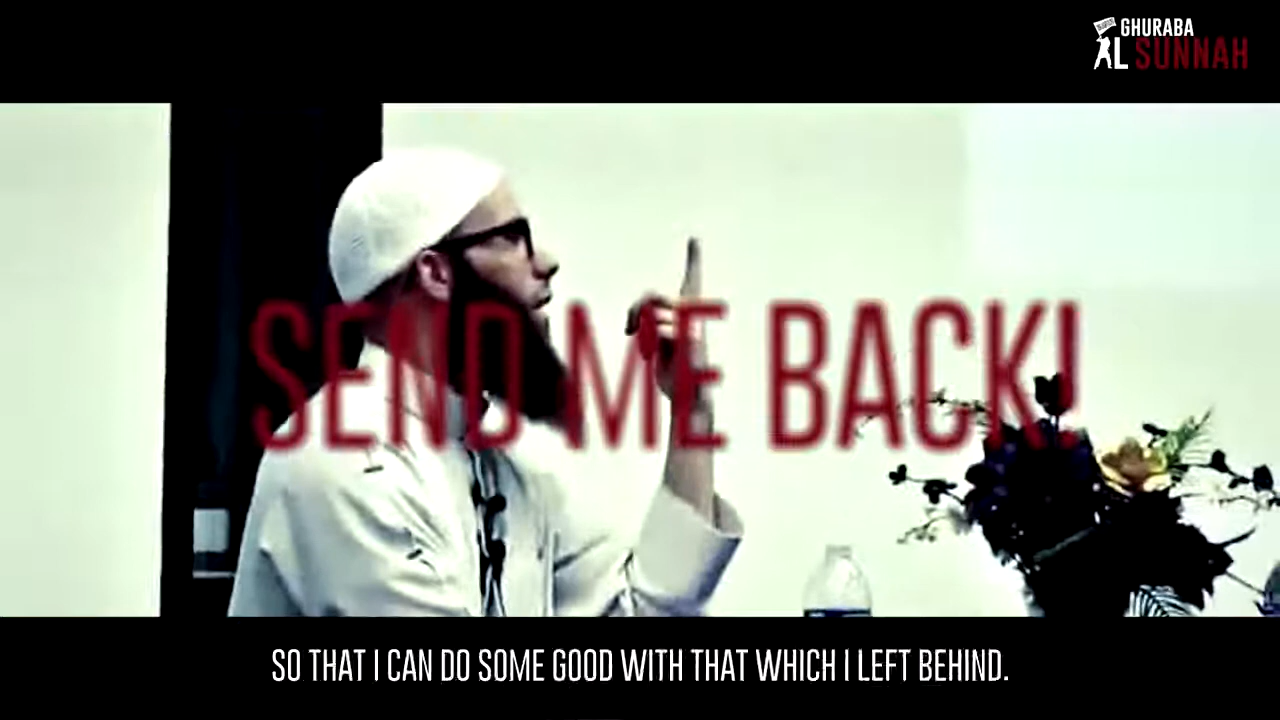 GHURABA
AL SUNNAH
SEND ME BACK!
SO THAT I CAN DO SOME GOOD WITH THAT WHICH I LEFT BEHIND.